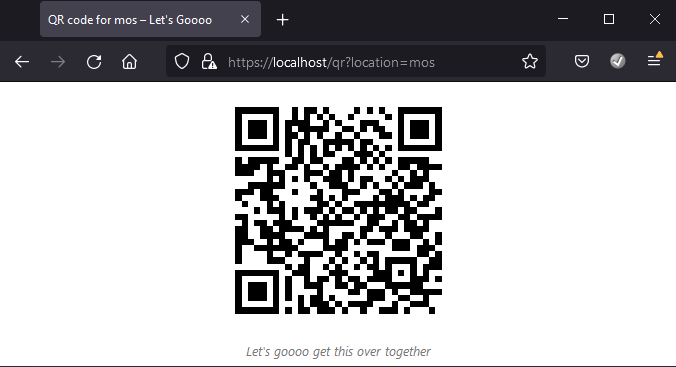 QR code for mos – Let's Goooo
https://localhost/qr?location=mos
Let's goooo get this over together